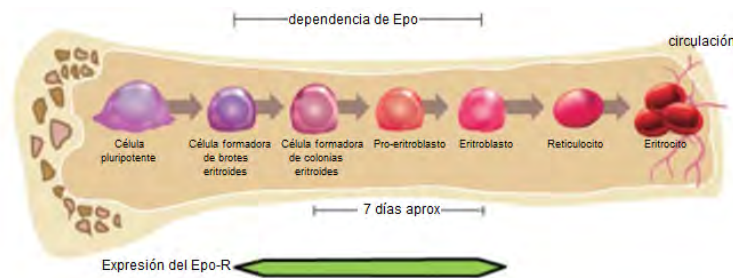 dependencia de Epo
circulación
Célula
pluripotente
Célula formadora
de brotes
eritroides
Célula formadora
de colonias
eritroides
Pro-eritroblasto
Eritroblasto
Reticulocito
Eritrocito
7 días aprox
Expresión del Epo-R